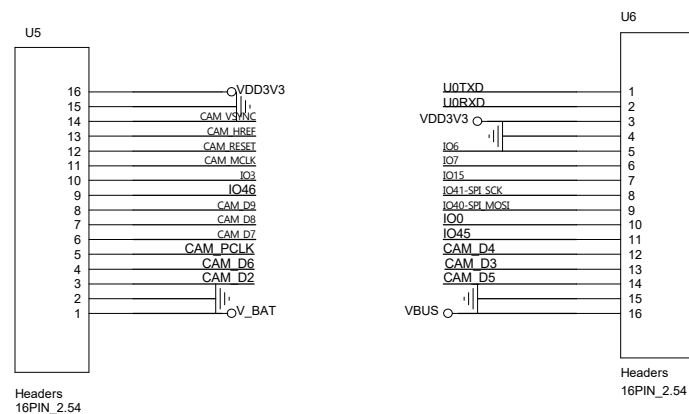 U5
16 VDD3V3
15
14 CAM_VSYNC
13 CAM_HREF
12 CAM_RESET
11 CAM_MCLK
10 IO3
9 IO46
8 CAM_D9
7 CAM_D8
6 CAM_D7
5 CAM_PCLK
4 CAM_D6
3 CAM_D2
2
1 V_BAT
Headers
16PIN_2.54
U6
U0TXD 1
U0RXD 2
VDD3V3 3
4
IO6 5
IO7 6
IO15 7
IO41-SPI_SCK 8
IO40-SPI_MOSI 9
IO0 10
IO45 11
CAM_D4 12
CAM_D3 13
CAM_D5 14
15
VBUS 16
Headers
16PIN_2.54